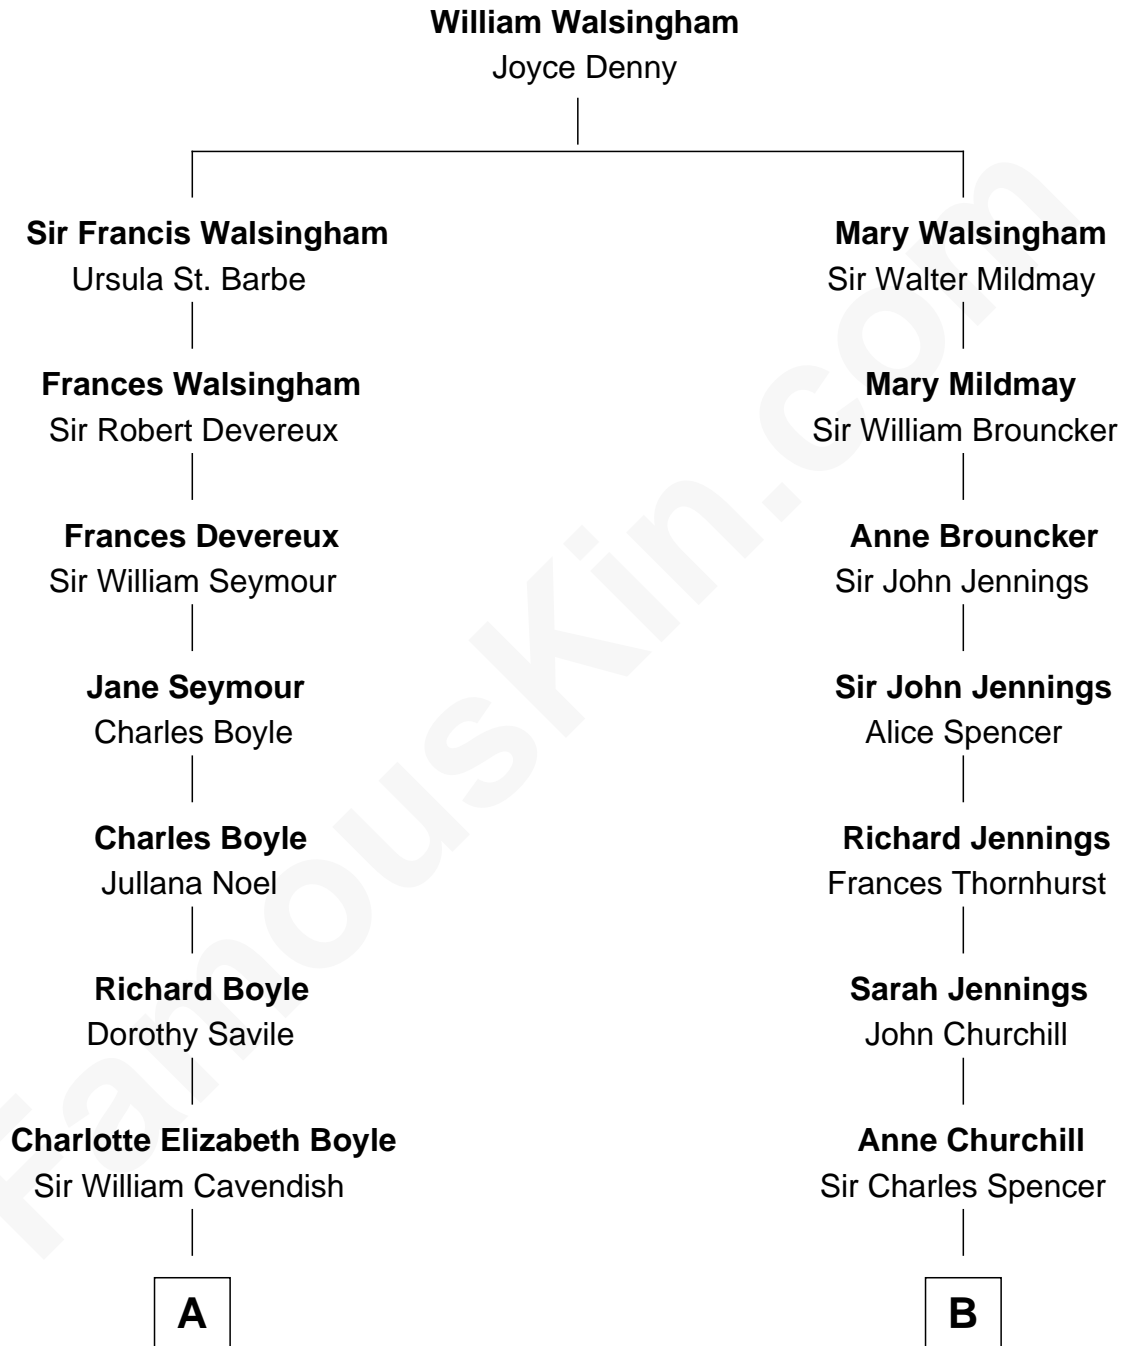 William Walsingham
Joyce Denny
Sir Francis Walsingham
Ursula St. Barbe
Mary Walsingham
Sir Walter Mildmay
Frances Walsingham
Sir Robert Devereux
Mary Mildmay
Sir William Brouncker
Frances Devereux
Sir William Seymour
Anne Brouncker
Sir John Jennings
Jane Seymour
Charles Boyle
Sir John Jennings
Alice Spencer
Charles Boyle
Jullana Noel
Richard Jennings
Frances Thornhurst
Richard Boyle
Dorothy Savile
Sarah Jennings
John Churchill
Charlotte Elizabeth Boyle
Sir William Cavendish
Anne Churchill
Sir Charles Spencer
A
B
FamousKin.com